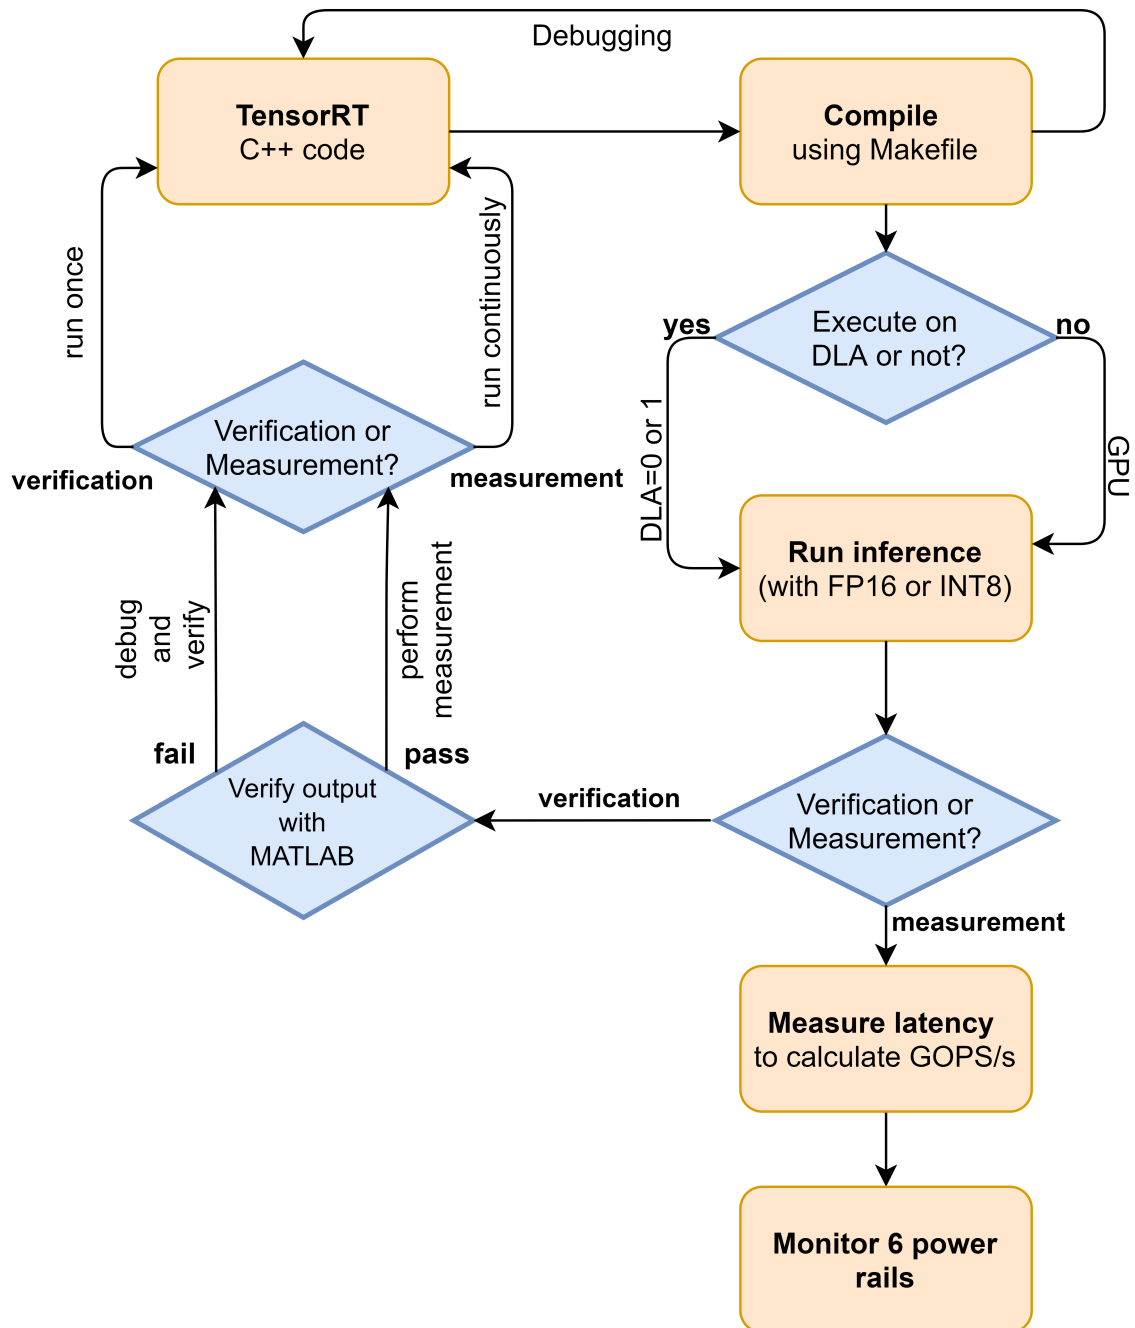 Debugging
TensorRT
C++ code
Compile
using Makefile
run once
run continuously
yes
Execute on
DLA or not?
no
DLA=0 or 1
GPU
Verification or
Measurement?
verification
measurement
Run inference
(with FP16 or INT8)
debug
and
verify
perform
measurement
fail
pass
Verify output
with
MATLAB
verification
Verification or
Measurement?
measurement
Measure latency
to calculate GOPS/s
Monitor 6 power
rails